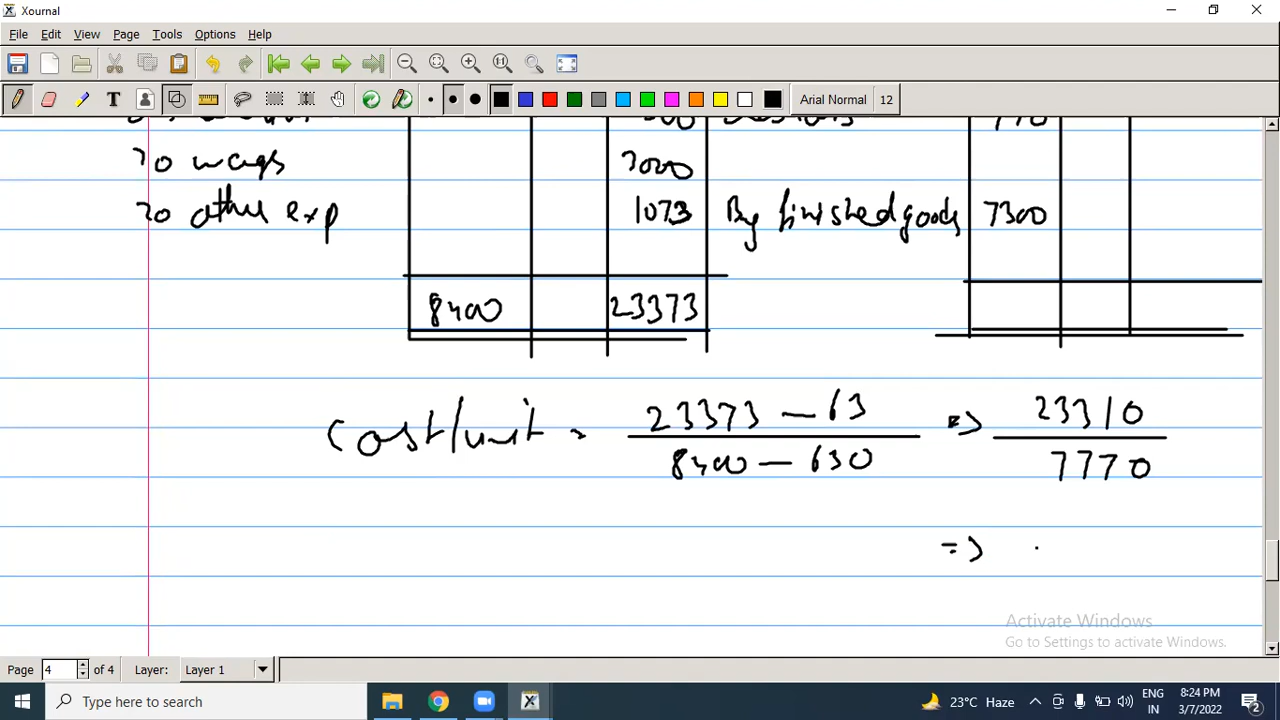 Xournal
File Edit View Page Tools Options Help
Arial Normal 12
To wages 7000
To other exp 1073 By finished goods 7300
8400 23373
Cost/unit = 23373 - 63 => 23310
8400 - 630 7770
=>
Activate Windows
Go to Settings to activate Windows.
Page 4 of 4 Layer: Layer 1
Type here to search 23°C Haze ENG 8:24 PM
IN 3/7/2022 2